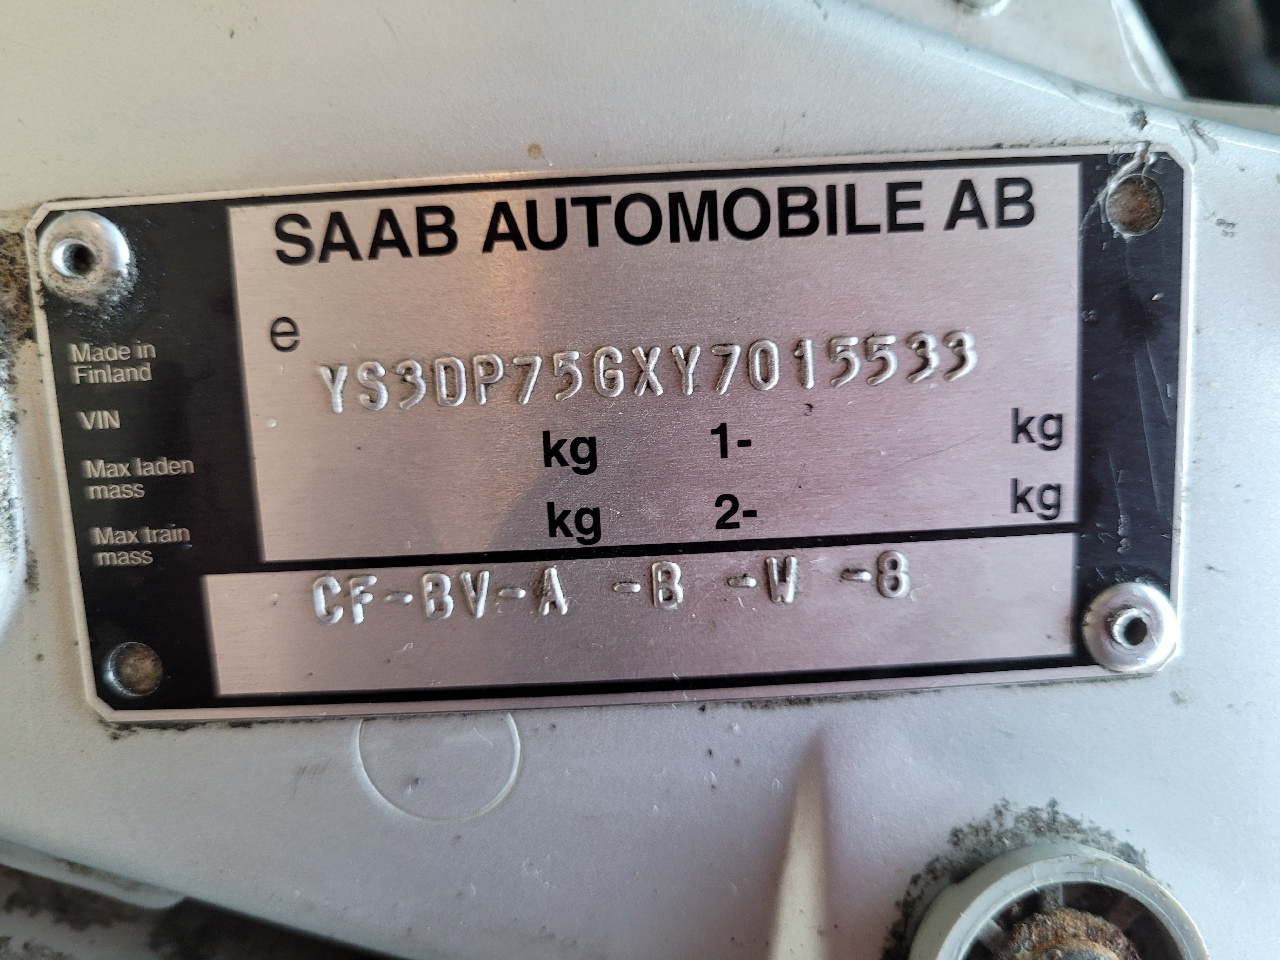 SAAB AUTOMOBILE AB
e
Made in
Finland
VIN YS3DP75GXY7015533
Max laden
mass kg 1- kg
Max train
mass kg 2- kg
CF-BV-A -B -W -8